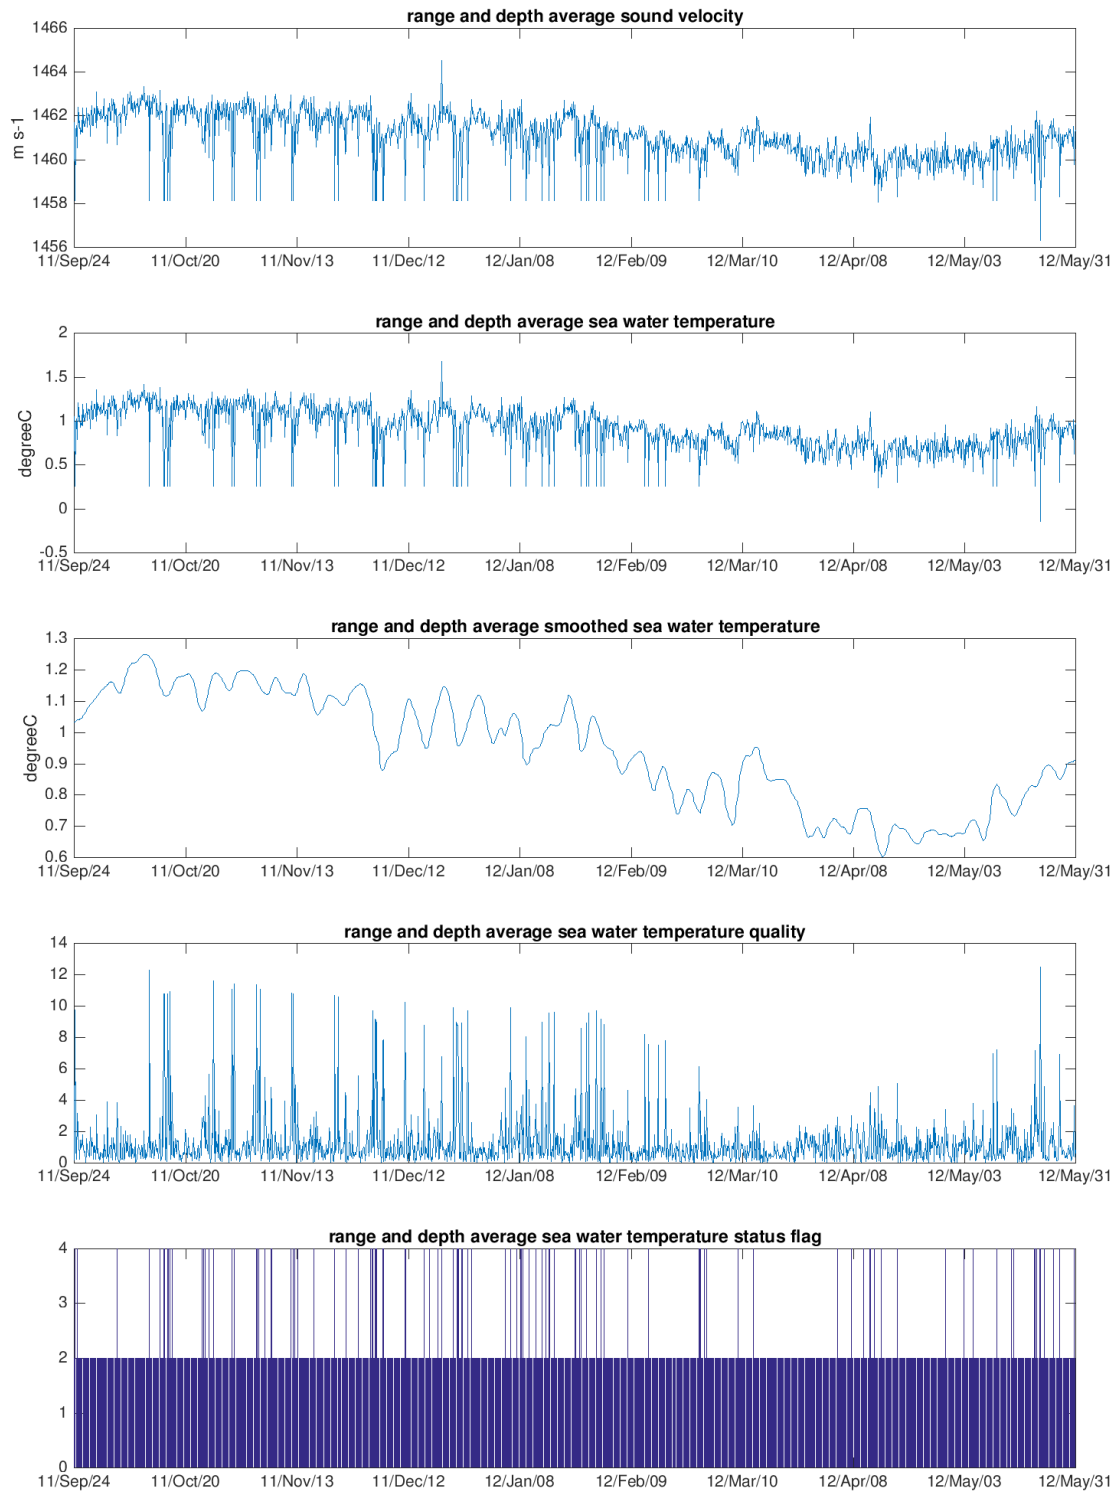 range and depth average sound velocity
1466
1464
1462
1460
1458
1456
m s-1
11/Sep/24 11/Oct/20 11/Nov/13 11/Dec/12 12/Jan/08 12/Feb/09 12/Mar/10 12/Apr/08 12/May/03 12/May/31
range and depth average sea water temperature
2
1.5
1
0.5
0
-0.5
degreeC
11/Sep/24 11/Oct/20 11/Nov/13 11/Dec/12 12/Jan/08 12/Feb/09 12/Mar/10 12/Apr/08 12/May/03 12/May/31
range and depth average smoothed sea water temperature
1.3
1.2
1.1
1
0.9
0.8
0.7
0.6
degreeC
11/Sep/24 11/Oct/20 11/Nov/13 11/Dec/12 12/Jan/08 12/Feb/09 12/Mar/10 12/Apr/08 12/May/03 12/May/31
range and depth average sea water temperature quality
14
12
10
8
6
4
2
0
11/Sep/24 11/Oct/20 11/Nov/13 11/Dec/12 12/Jan/08 12/Feb/09 12/Mar/10 12/Apr/08 12/May/03 12/May/31
range and depth average sea water temperature status flag
4
3
2
1
0
11/Sep/24 11/Oct/20 11/Nov/13 11/Dec/12 12/Jan/08 12/Feb/09 12/Mar/10 12/Apr/08 12/May/03 12/May/31